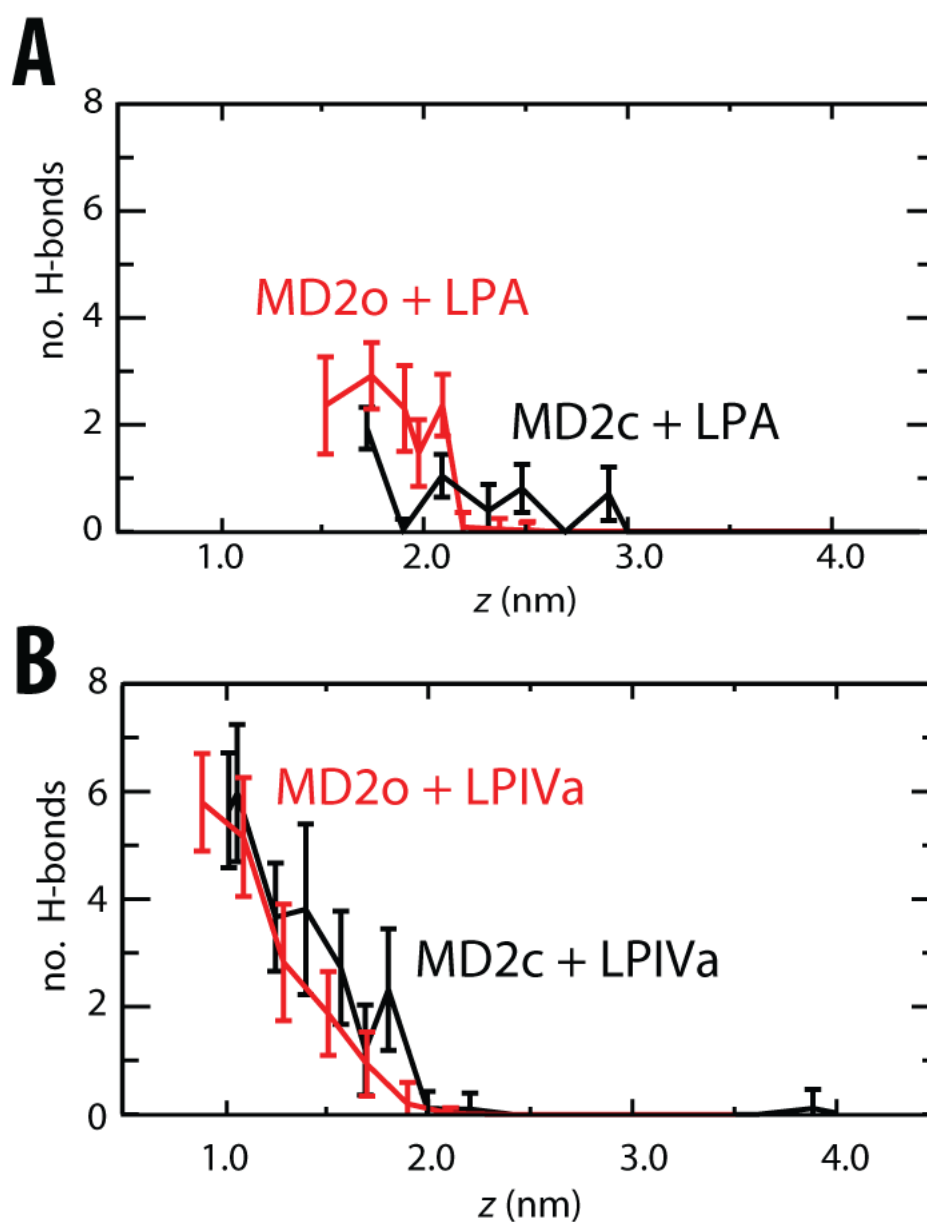 A
8
6
4
2
0
no. H-bonds
MD2o + LPA
MD2c + LPA
1.0 2.0 3.0 4.0
z (nm)
B
8
6
4
2
0
no. H-bonds
MD2o + LPIVa
MD2c + LPIVa
1.0 2.0 3.0 4.0
z (nm)